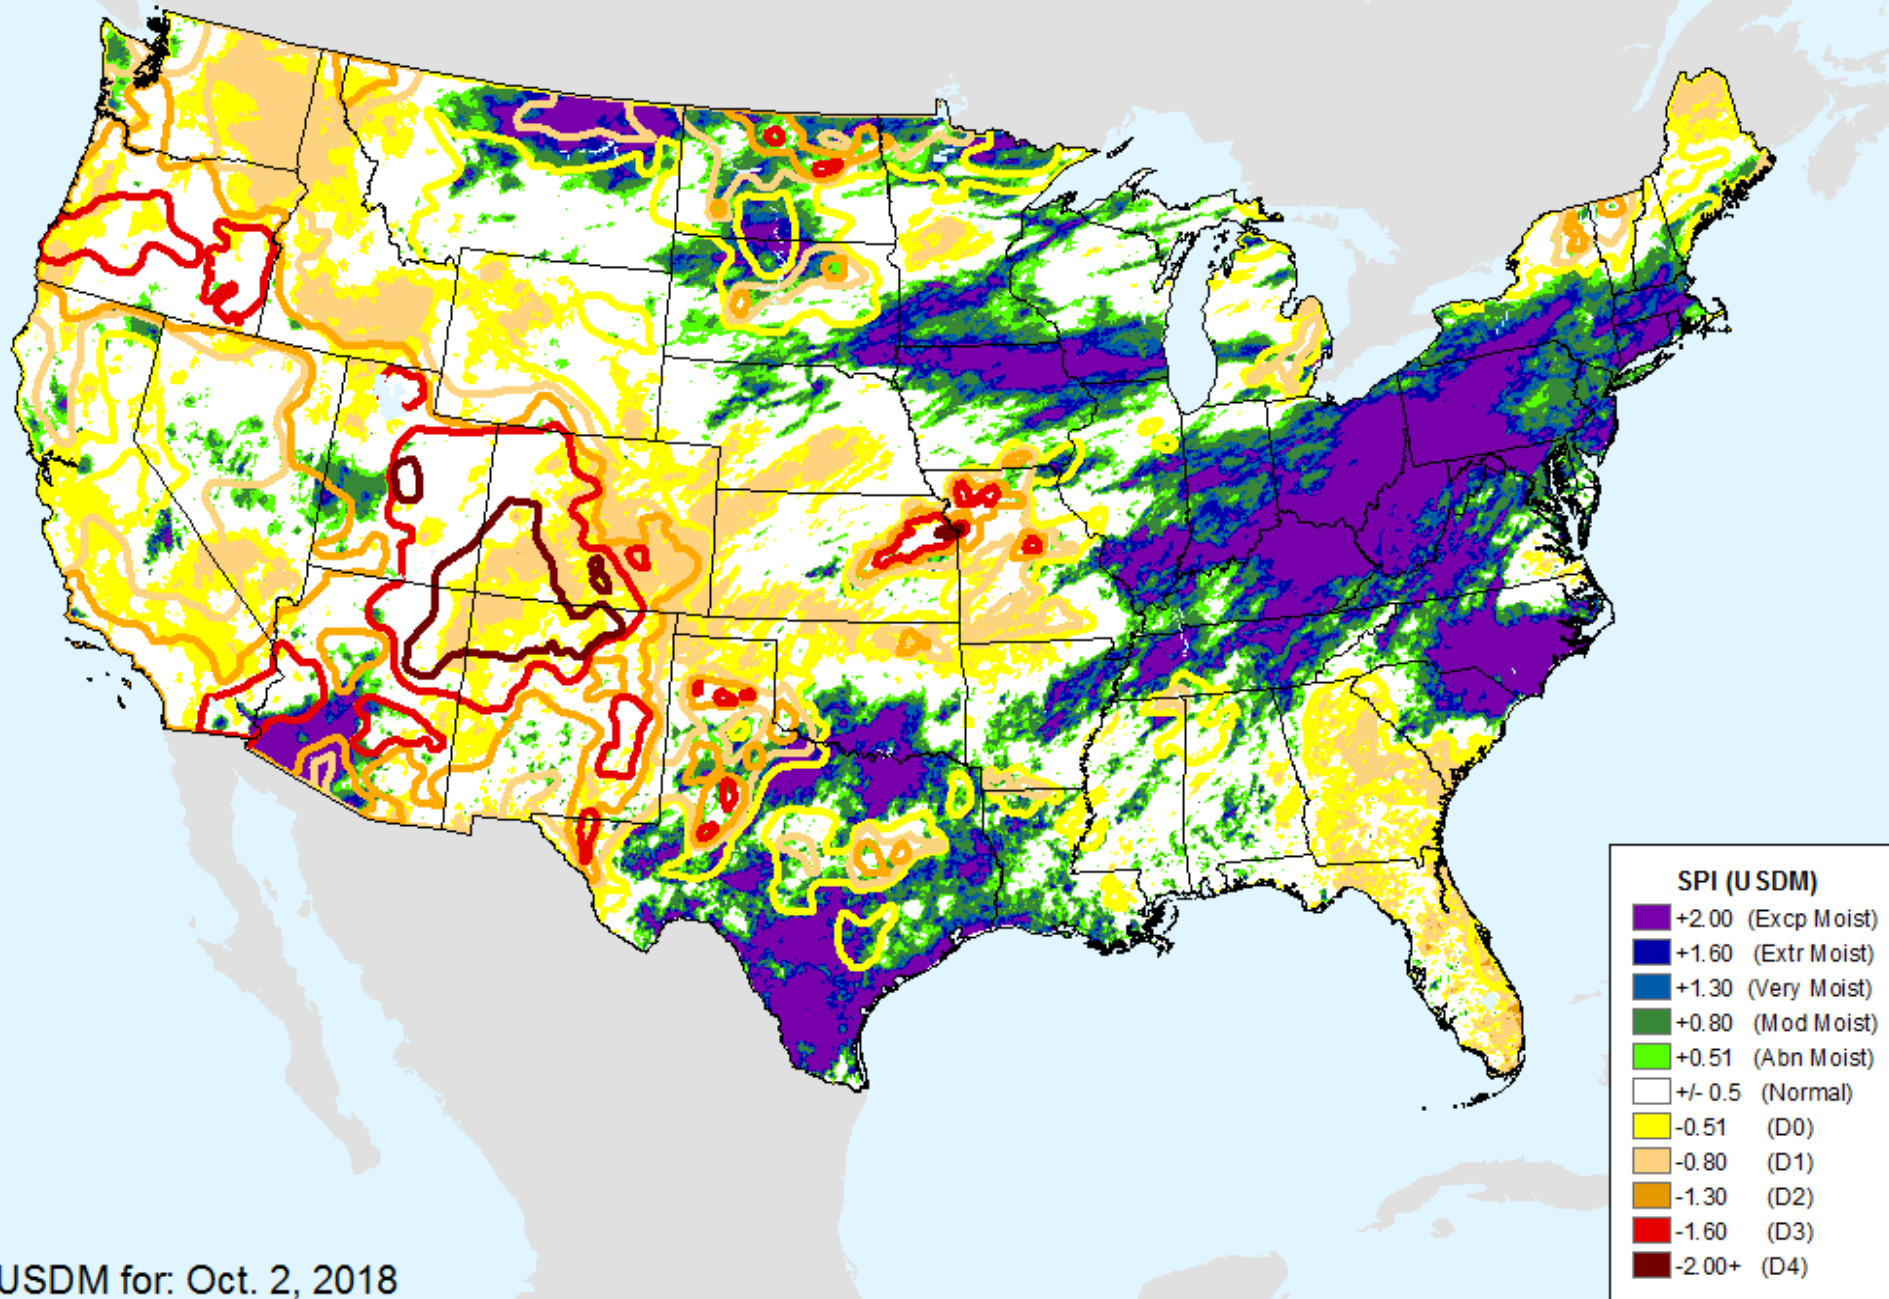 SPI (USDM)
+2.00 (Excp Moist)
+1.60 (Extr Moist)
+1.30 (Very Moist)
+0.80 (Mod Moist)
+0.51 (Abn Moist)
+/- 0.5 (Normal)
-0.51 (D0)
-0.80 (D1)
-1.30 (D2)
-1.60 (D3)
-2.00+ (D4)
USDM for: Oct. 2, 2018